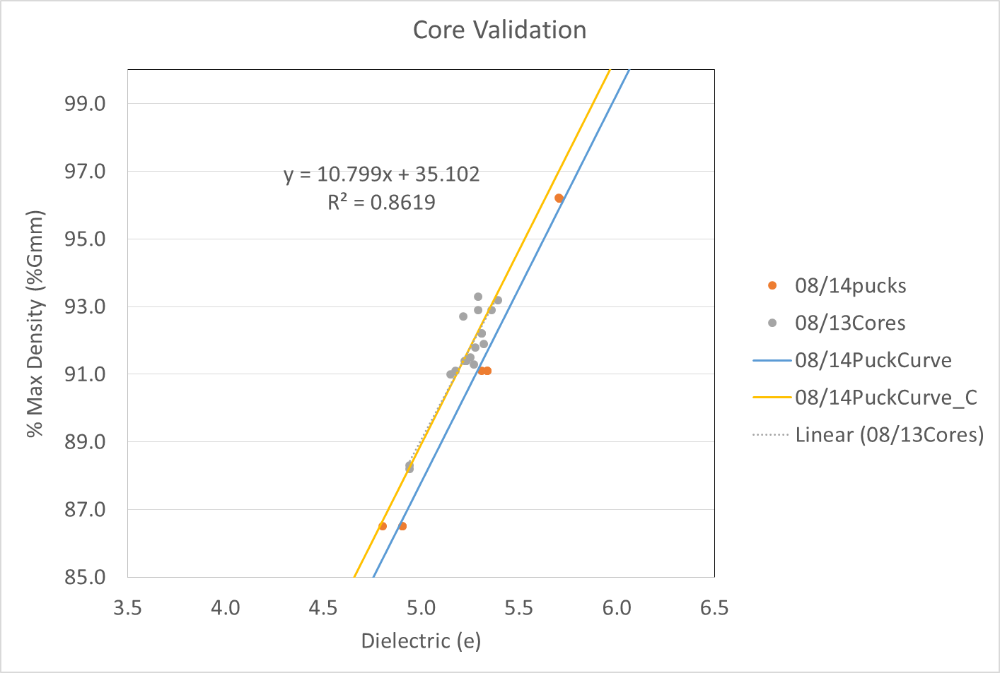 Core Validation
99.0
97.0
95.0
93.0
91.0
89.0
87.0
85.0
3.5 4.0 4.5 5.0 5.5 6.0 6.5
% Max Density (%Gmm)
Dielectric (e)
y = 10.799x + 35.102
R² = 0.8619
08/14pucks
08/13Cores
08/14PuckCurve
08/14PuckCurve_C
Linear (08/13Cores)